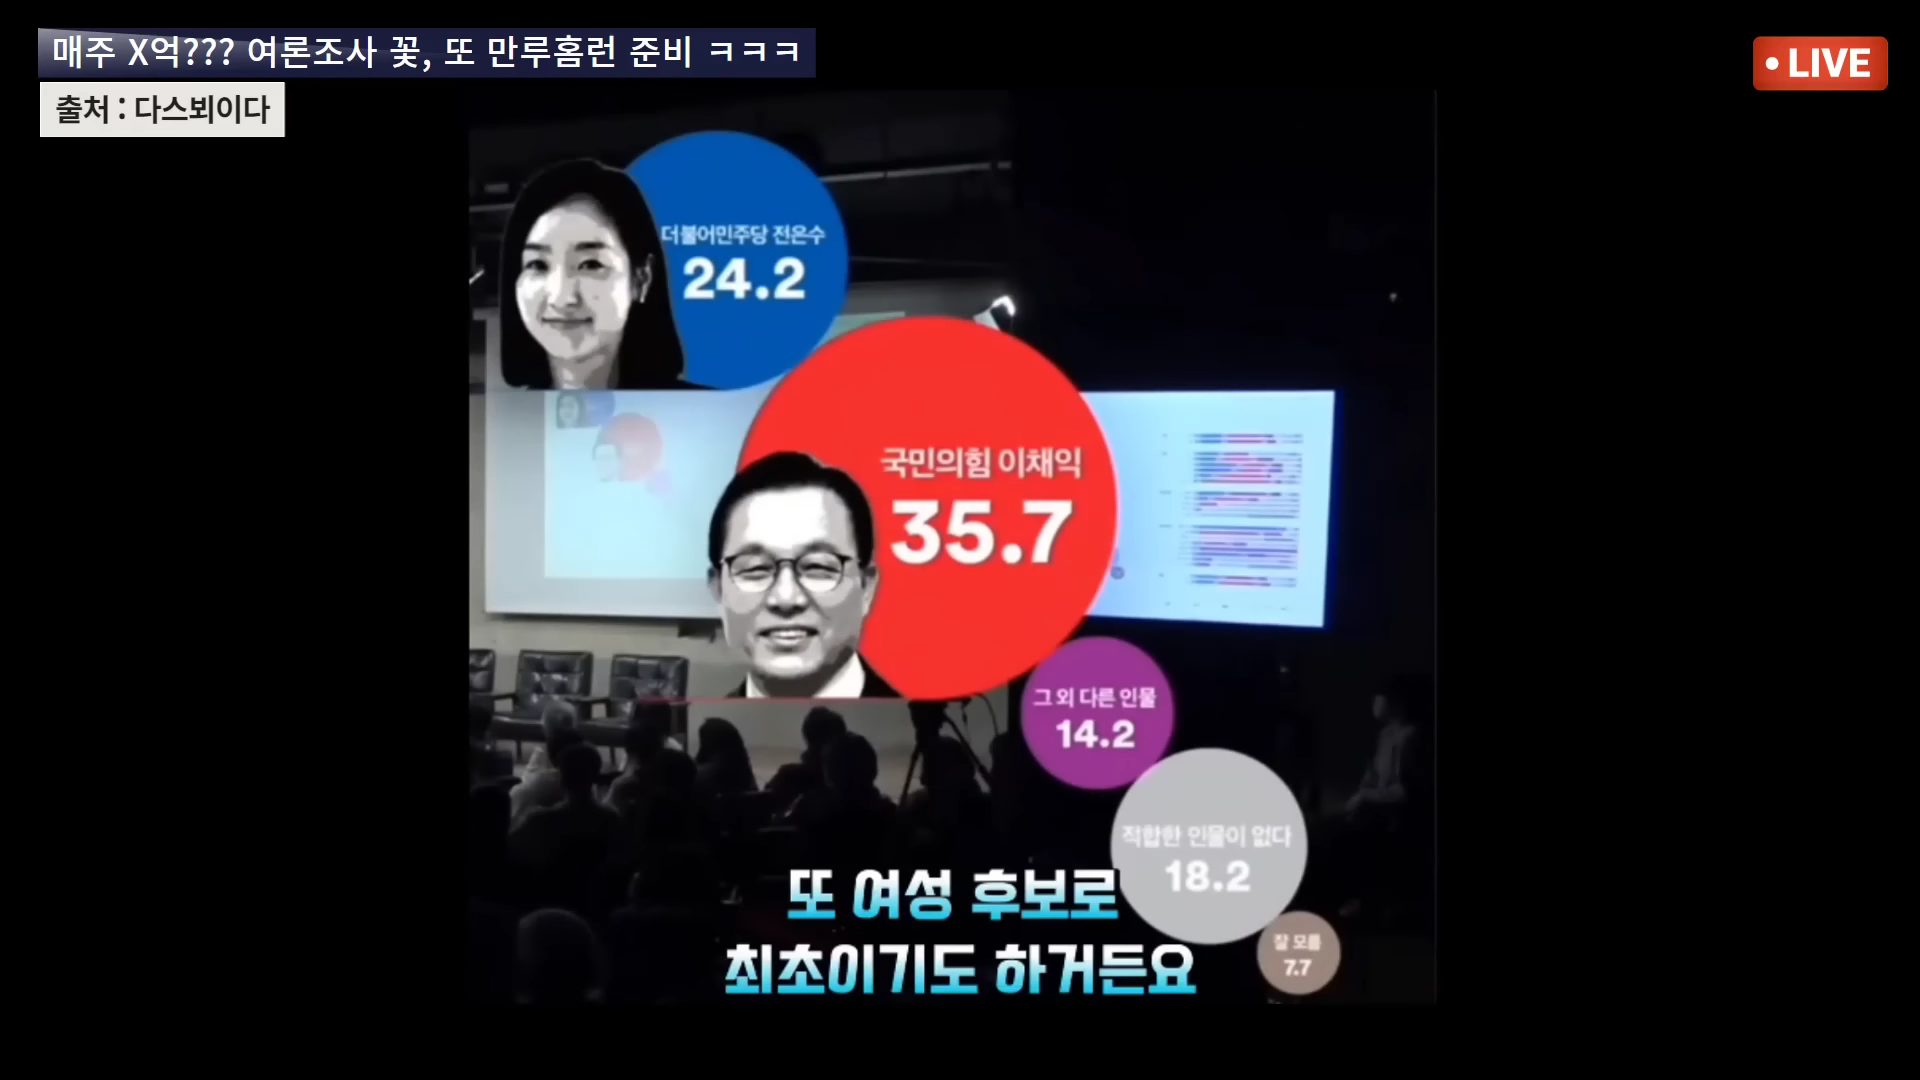 매주 X억??? 여론조사 꽃, 또 만루홈런 준비 ㅋㅋㅋ
출처 : 다스뵈이다
• LIVE
더불어민주당 전은수
24.2
국민의힘 이채익
35.7
그 외 다른 인물
14.2
적합한 인물이 없다
18.2
잘 모름
7.7
또 여성 후보로
최초이기도 하거든요